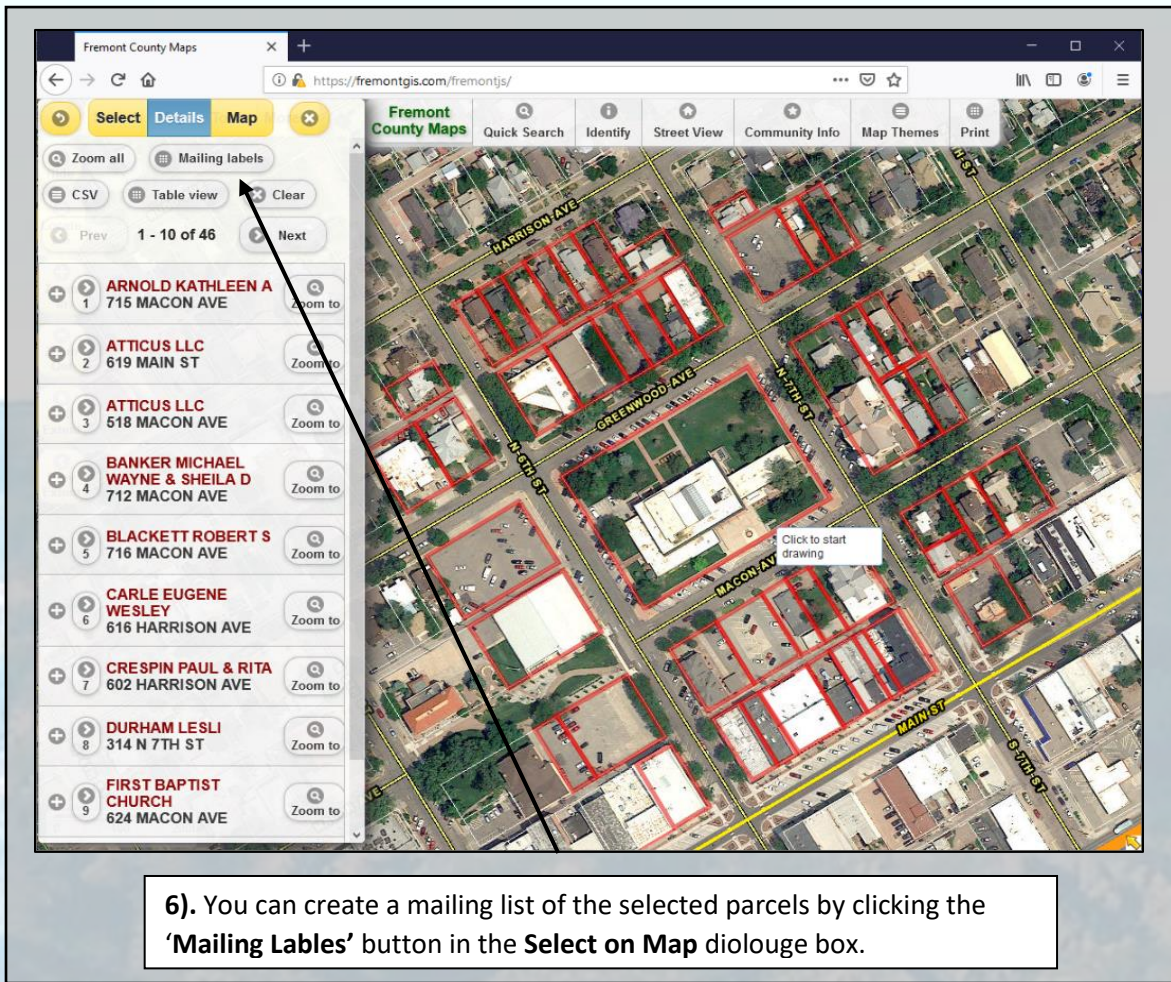 Fremont County Maps
https://fremontgis.com/fremontjs/
Select Details Map
Zoom all Mailing labels
CSV Table view Clear
Prev 1 - 10 of 46 Next
1 ARNOLD KATHLEEN A
715 MACON AVE
Zoom to
2 ATTICUS LLC
619 MAIN ST
Zoom to
3 ATTICUS LLC
518 MACON AVE
Zoom to
4 BANKER MICHAEL
WAYNE & SHEILA D
712 MACON AVE
Zoom to
5 BLACKETT ROBERT S
716 MACON AVE
Zoom to
6 CARLE EUGENE
WESLEY
616 HARRISON AVE
Zoom to
7 CRESPIN PAUL & RITA
602 HARRISON AVE
Zoom to
8 DURHAM LESLI
314 N 7TH ST
Zoom to
9 FIRST BAPTIST
CHURCH
624 MACON AVE
Zoom to
Fremont
County Maps
Quick Search Identify Street View Community Info Map Themes Print
HARRISON-AVE
GREENWOOD-AVE
N-6TH-ST
N-7TH-ST
Click to start
drawing
MACON-AV
MAIN-ST
S-7TH-ST
6). You can create a mailing list of the selected parcels by clicking the
‘Mailing Lables’ button in the Select on Map diolouge box.